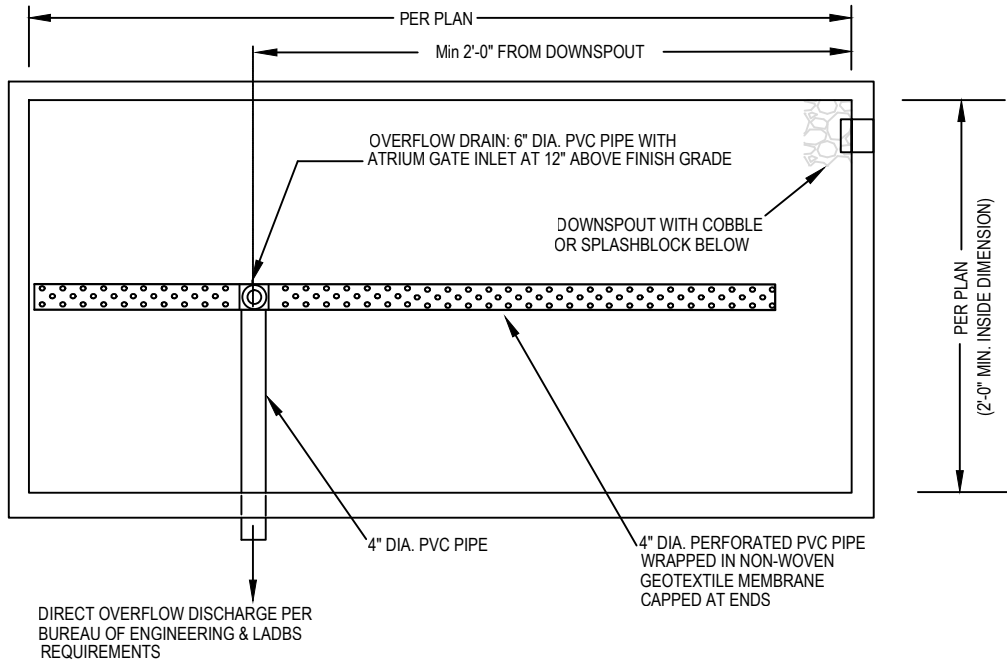 PER PLAN
Min 2'-0" FROM DOWNSPOUT
OVERFLOW DRAIN: 6" DIA. PVC PIPE WITH
ATRIUM GATE INLET AT 12" ABOVE FINISH GRADE
DOWNSPOUT WITH COBBLE
OR SPLASHBLOCK BELOW
PER PLAN
(2'-0" MIN. INSIDE DIMENSION)
4" DIA. PVC PIPE
4" DIA. PERFORATED PVC PIPE
WRAPPED IN NON-WOVEN
GEOTEXTILE MEMBRANE
CAPPED AT ENDS
DIRECT OVERFLOW DISCHARGE PER
BUREAU OF ENGINEERING & LADBS
REQUIREMENTS